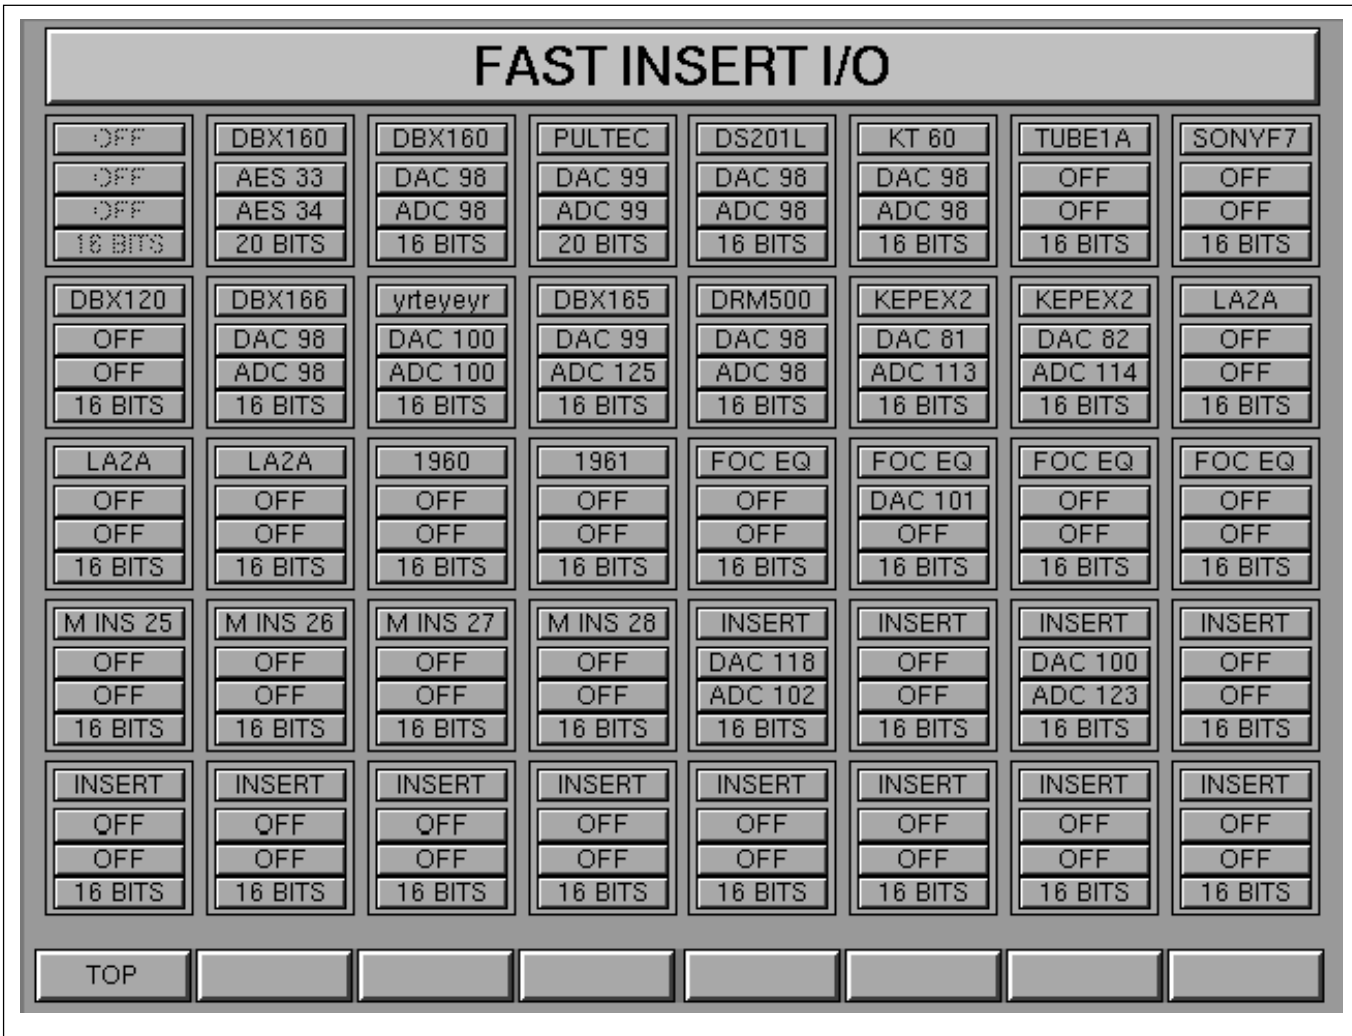 FAST INSERT I/O
OFF DBX160 DBX160 PULTEC DS201L KT 60 TUBE1A SONYF7
OFF AES 33 DAC 98 DAC 99 DAC 98 DAC 98 OFF OFF
OFF AES 34 ADC 98 ADC 99 ADC 98 ADC 98 OFF OFF
16 BITS 20 BITS 16 BITS 20 BITS 16 BITS 16 BITS 16 BITS 16 BITS
DBX120 DBX166 yrteyeyr DBX165 DRM500 KEPEX2 KEPEX2 LA2A
OFF DAC 98 DAC 100 DAC 99 DAC 98 DAC 81 DAC 82 OFF
OFF ADC 98 ADC 100 ADC 125 ADC 98 ADC 113 ADC 114 OFF
16 BITS 16 BITS 16 BITS 16 BITS 16 BITS 16 BITS 16 BITS 16 BITS
LA2A LA2A 1960 1961 FOC EQ FOC EQ FOC EQ FOC EQ
OFF OFF OFF OFF OFF DAC 101 OFF OFF
OFF OFF OFF OFF OFF OFF OFF OFF
16 BITS 16 BITS 16 BITS 16 BITS 16 BITS 16 BITS 16 BITS 16 BITS
M INS 25 M INS 26 M INS 27 M INS 28 INSERT INSERT INSERT INSERT
OFF OFF OFF OFF DAC 118 OFF DAC 100 OFF
OFF OFF OFF OFF ADC 102 OFF ADC 123 OFF
16 BITS 16 BITS 16 BITS 16 BITS 16 BITS 16 BITS 16 BITS 16 BITS
INSERT INSERT INSERT INSERT INSERT INSERT INSERT INSERT
OFF OFF OFF OFF OFF OFF OFF OFF
OFF OFF OFF OFF OFF OFF OFF OFF
16 BITS 16 BITS 16 BITS 16 BITS 16 BITS 16 BITS 16 BITS 16 BITS
TOP